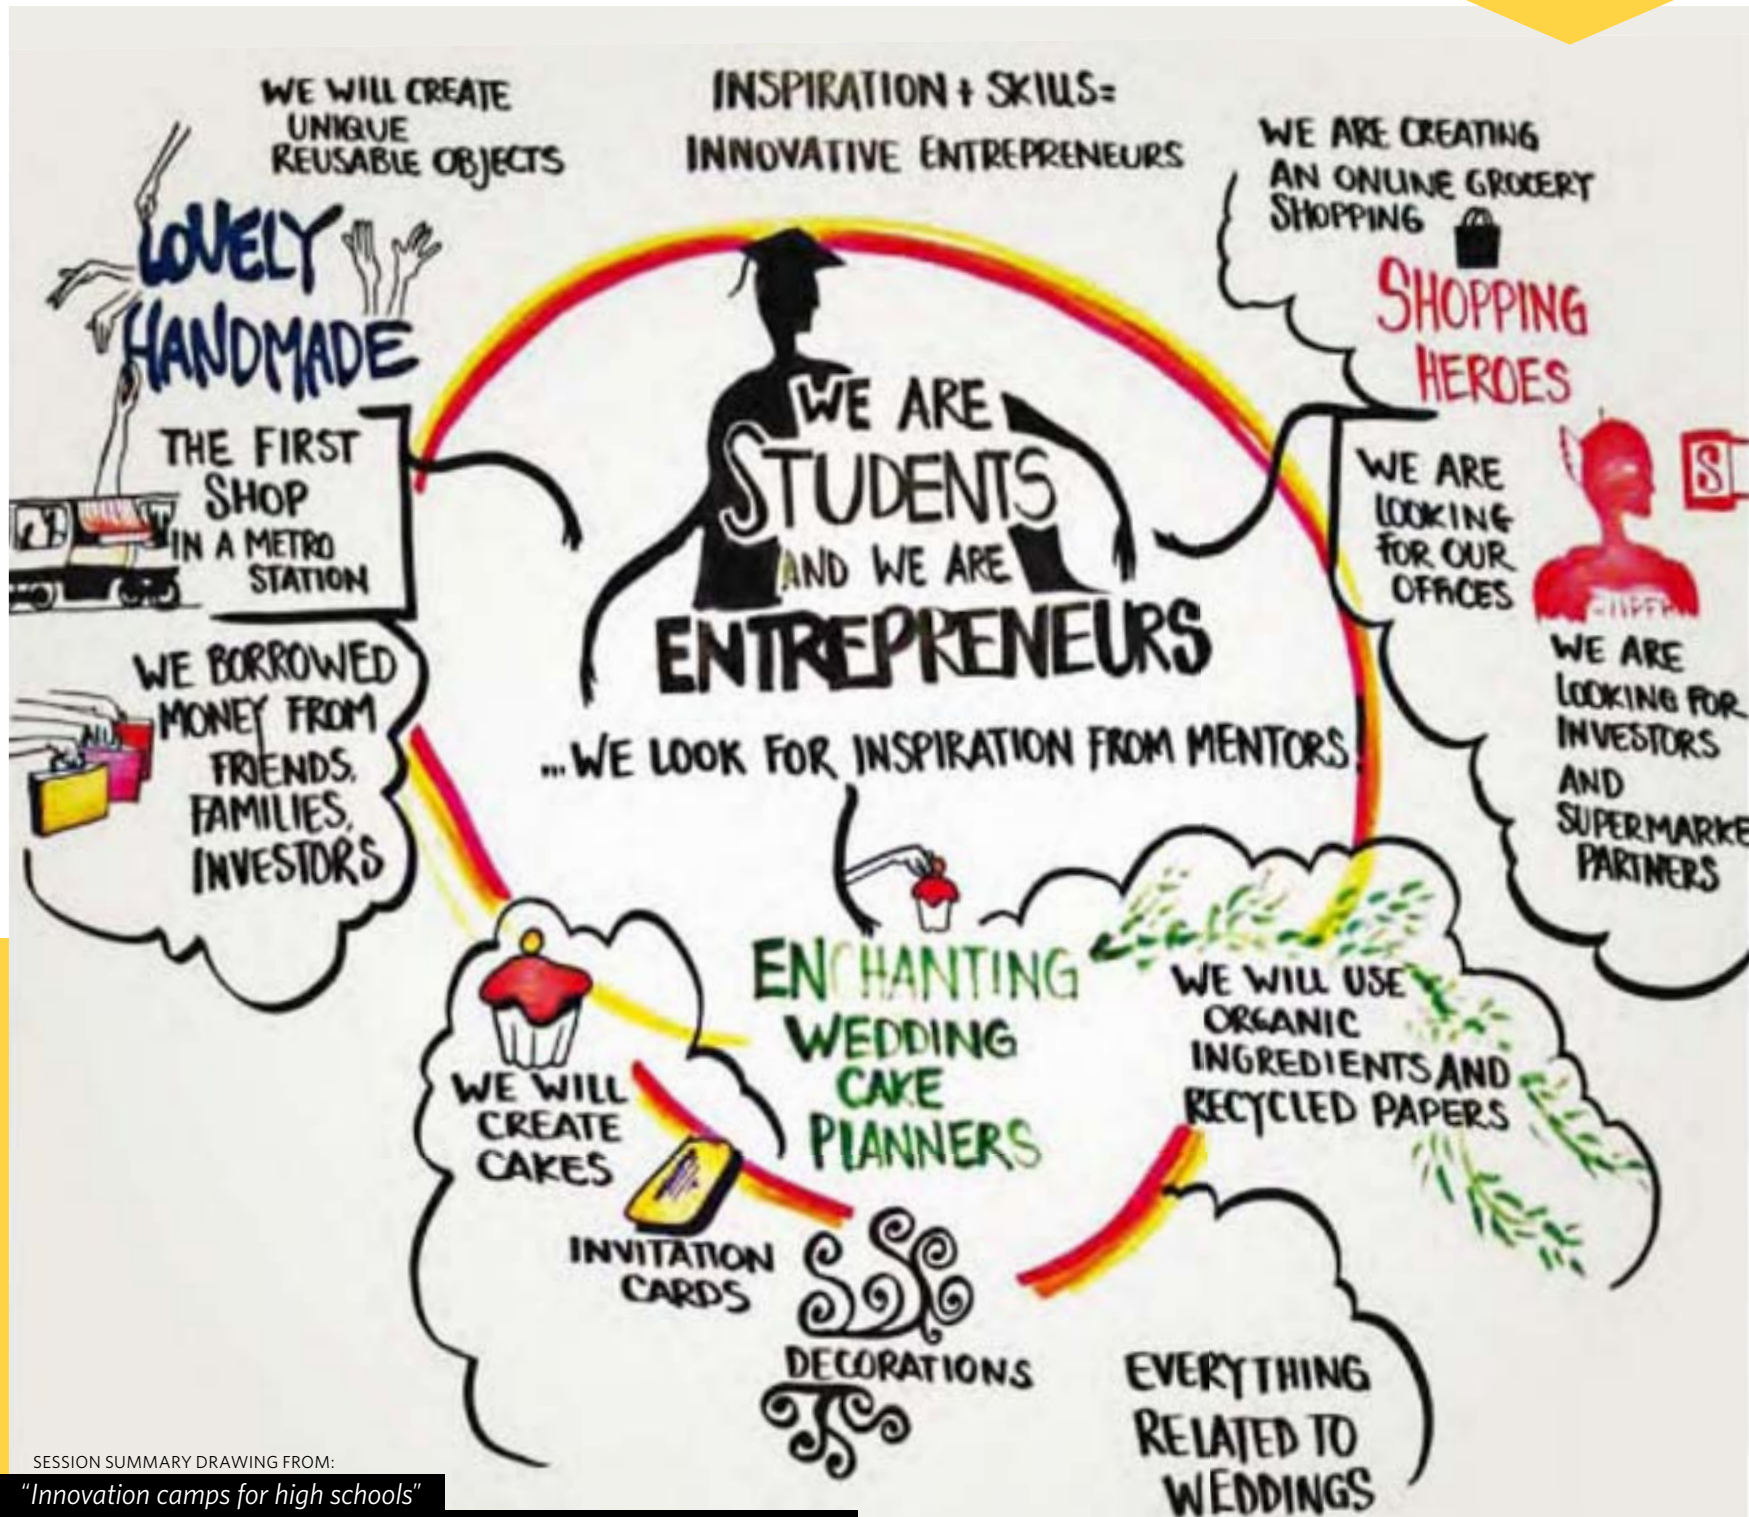 WE WILL CREATE
UNIQUE
REUSABLE OBJECTS
LOVELY
HANDMADE
THE FIRST
SHOP
IN A METRO
STATION
WE BORROWED
MONEY FROM
FRIENDS,
FAMILIES,
INVESTORS
INSPIRATION + SKILLS=
INNOVATIVE ENTREPRENEURS
WE ARE
STUDENTS
AND WE ARE
ENTREPRENEURS
...WE LOOK FOR INSPIRATION FROM MENTORS
WE ARE CREATING
AN ONLINE GROCERY
SHOPPING
SHOPPING
HEROES
WE ARE
LOOKING
FOR OUR
OFFICES
S
WE ARE
LOOKING FOR
INVESTORS
AND
SUPERMARKE
PARTNERS
ENCHANTING
WEDDING
CAKE
PLANNERS
WE WILL
CREATE
CAKES
INVITATION
CARDS
DECORATIONS
WE WILL USE
ORGANIC
INGREDIENTS AND
RECYCLED PAPERS
EVERYTHING
RELATED TO
WEDDINGS
SESSION SUMMARY DRAWING FROM:
“Innovation camps for high schools”